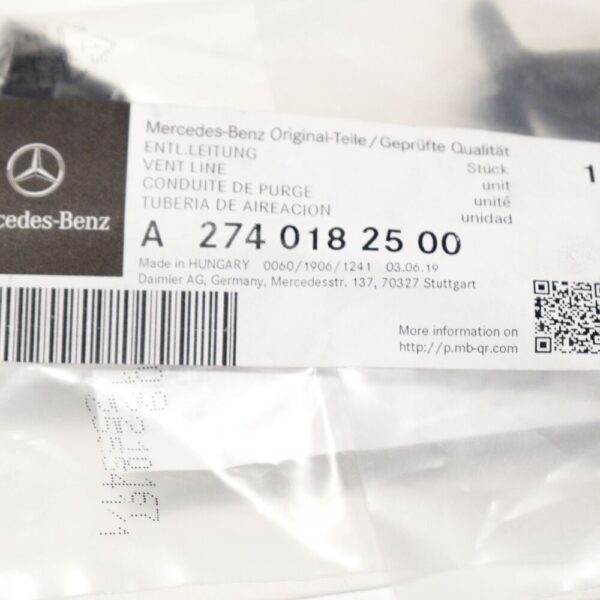 Mercedes-Benz Original-Teile/Geprüfte Qualität
ENTL.LEITUNG
VENT LINE
CONDUITE DE PURGE
TUBERIA DE AIREACION
Stück 1
unit
unité
unidad
cedes-Benz
A 274 018 25 00
Made in HUNGARY 0060/1906/1241 03.06.19
Daimler AG, Germany, Mercedesstr. 137, 70327 Stuttgart
More information on
http://p.mb-qr.com